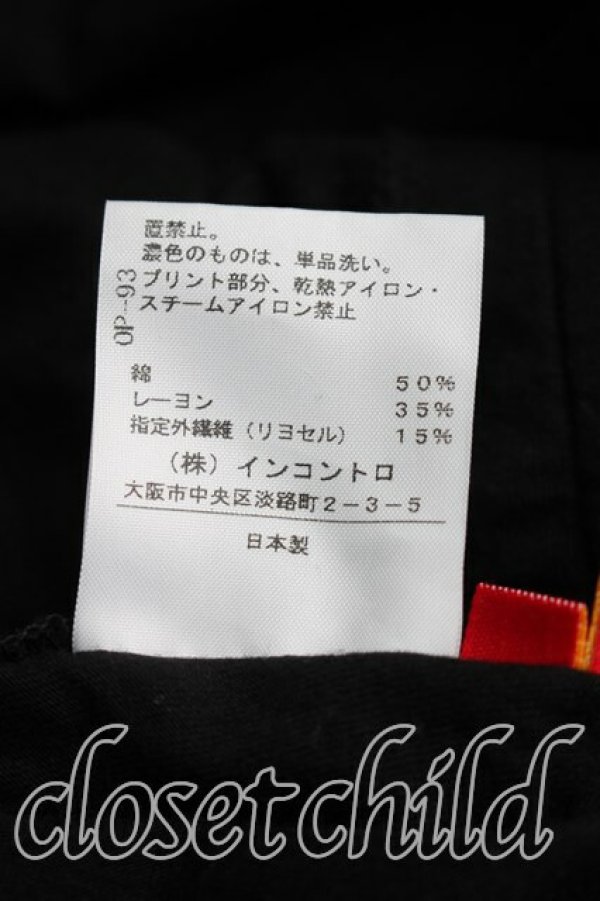 置禁止。
濃色のものは、単品洗い。
プリント部分、乾熱アイロン・
スチームアイロン禁止
OP-93
綿 50%
レーヨン 35%
指定外繊維（リヨセル） 15%
（株）インコントロ
大阪市中央区淡路町2－3－5
日本製
closet child